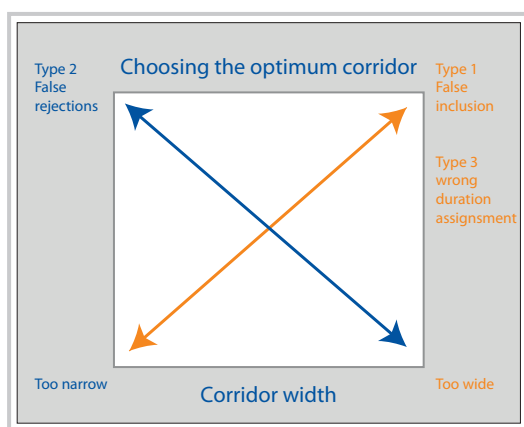 Choosing the optimum corridor
Type 2
False
rejections
Type 1
False
inclusion
Type 3
wrong
duration
assignsment
Too narrow
Corridor width
Too wide